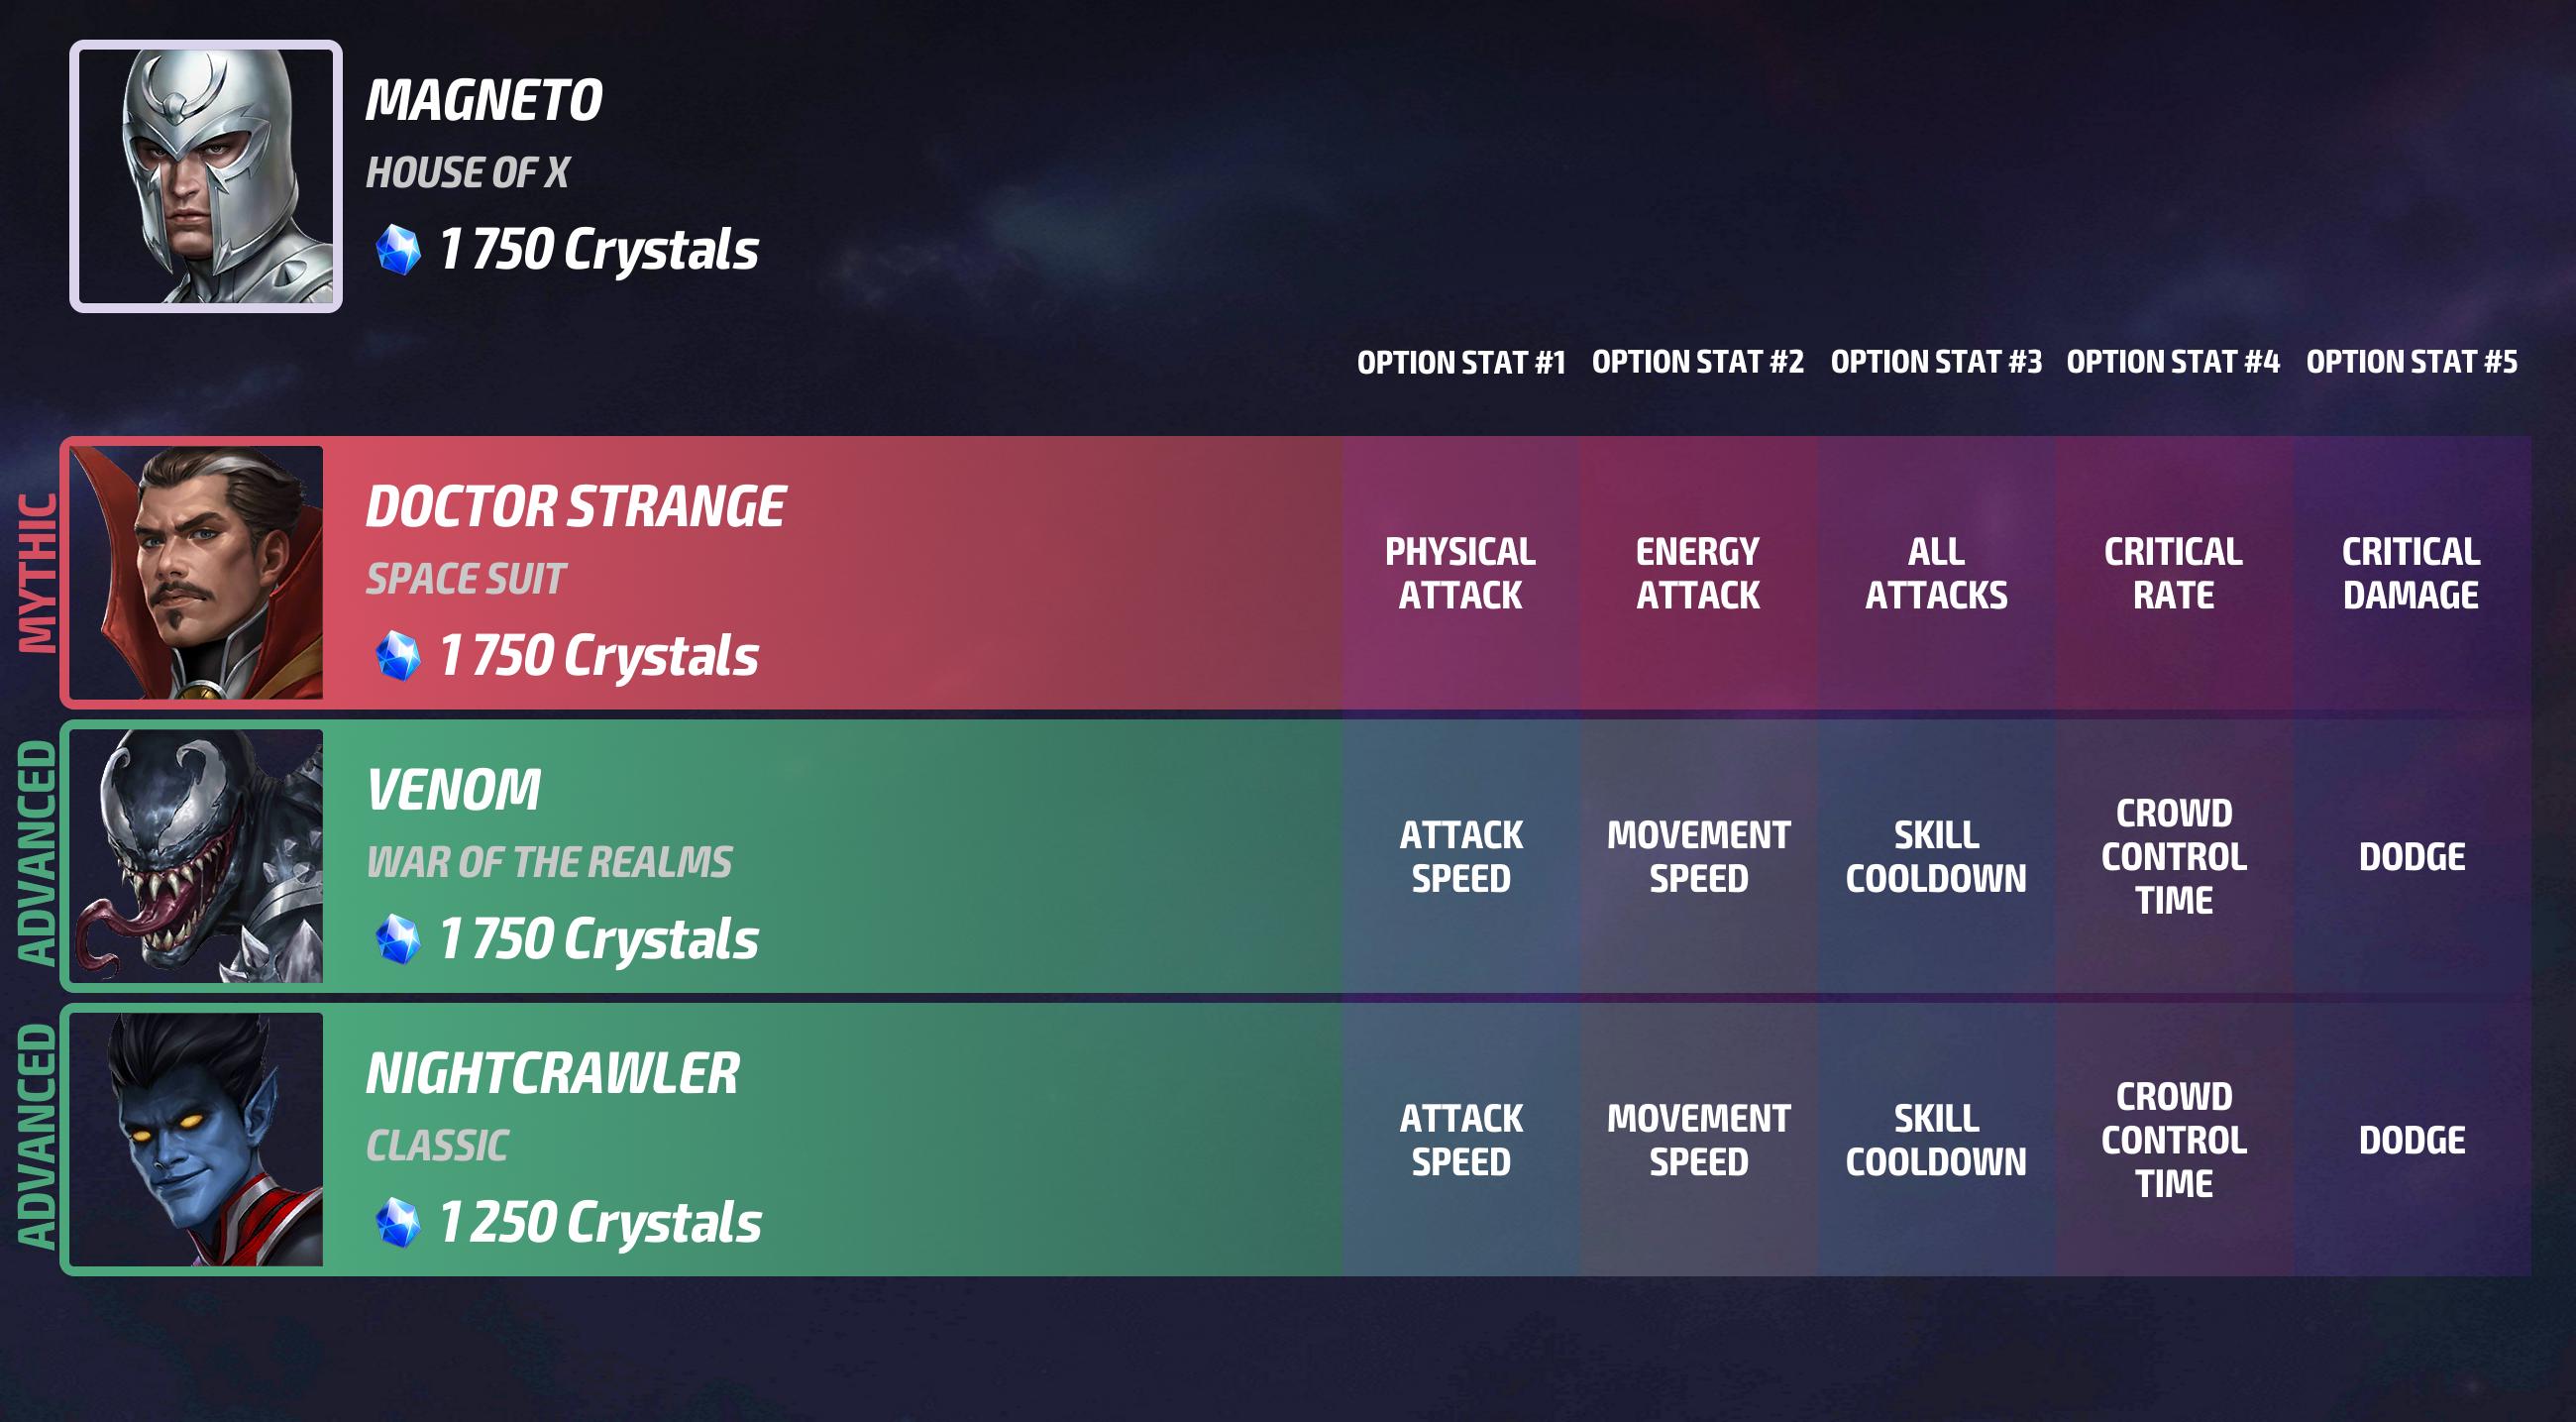 MAGNETO
HOUSE OF X
1 750 Crystals
OPTION STAT #1 OPTION STAT #2 OPTION STAT #3 OPTION STAT #4 OPTION STAT #5
MYTHIC
DOCTOR STRANGE
SPACE SUIT
1 750 Crystals
PHYSICAL
ATTACK
ENERGY
ATTACK
ALL
ATTACKS
CRITICAL
RATE
CRITICAL
DAMAGE
ADVANCED
VENOM
WAR OF THE REALMS
1 750 Crystals
ATTACK
SPEED
MOVEMENT
SPEED
SKILL
COOLDOWN
CROWD
CONTROL
TIME
DODGE
ADVANCED
NIGHTCRAWLER
CLASSIC
1 250 Crystals
ATTACK
SPEED
MOVEMENT
SPEED
SKILL
COOLDOWN
CROWD
CONTROL
TIME
DODGE